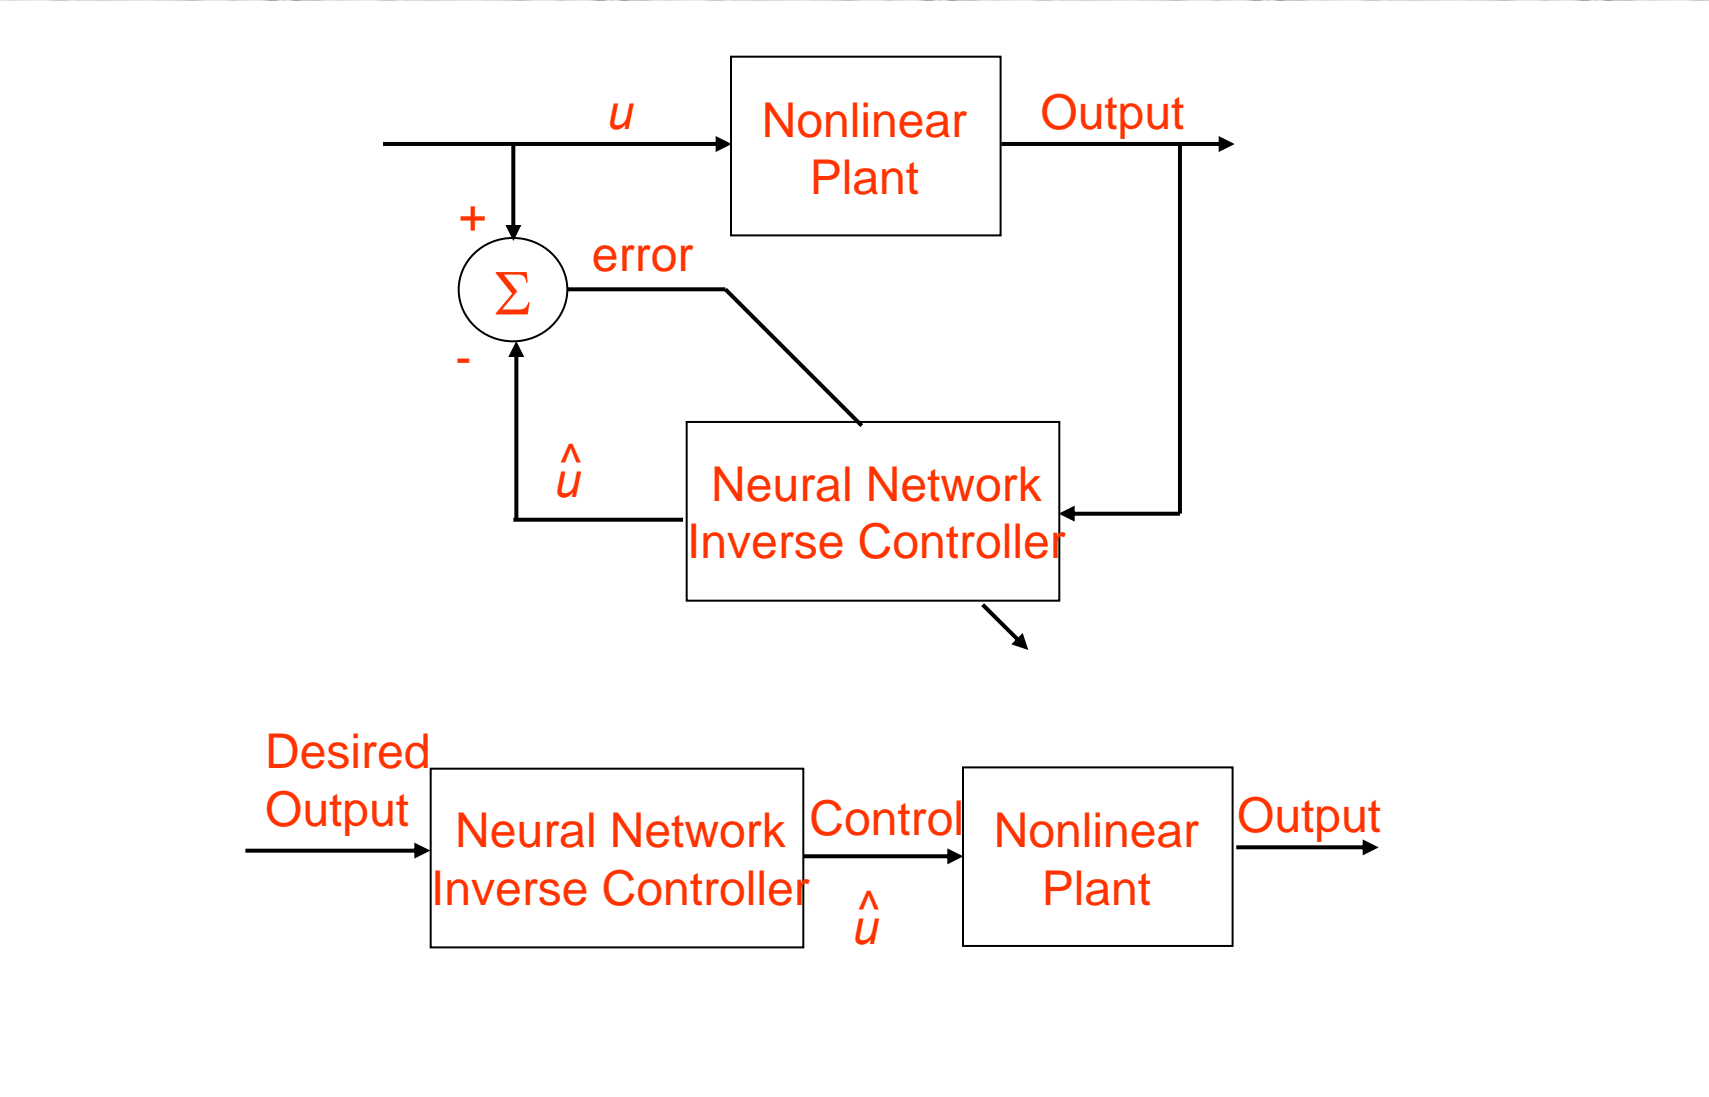 u
Nonlinear
Plant
Output
+
Σ
error
-
û
Neural Network
Inverse Controller
Desired
Output
Neural Network
Inverse Controller
Control
û
Nonlinear
Plant
Output